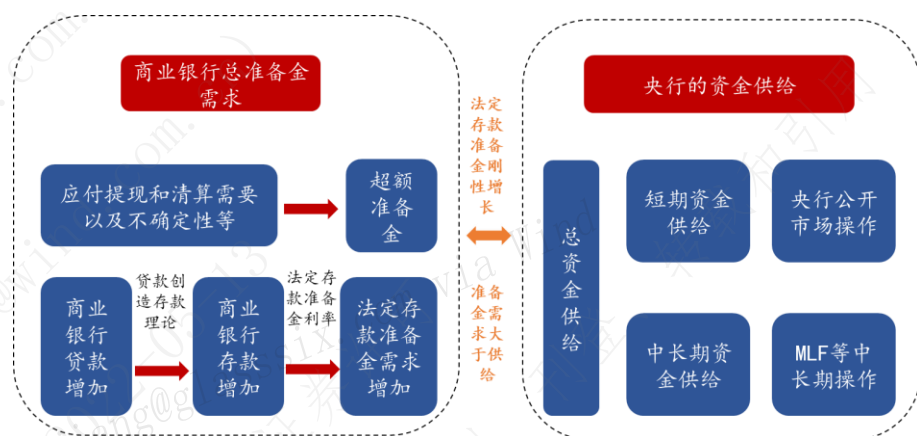 商业银行总准备金
需求
央行的资金供给
应付提现和清算需要
以及不确定性等
超额
准备
金
商业
银行
贷款
增加
贷款创
造存款
理论
商业
银行
存款
增加
法定存
款准备
金利率
法定存
款准备
金需求
增加
法定
存款
准备
金刚
性增
长
准备
金需
求大
于供
给
总
资
金
供
给
短期资金
供给
央行公开
市场操作
中长期资
金供给
MLF等中
长期操作
via Wind